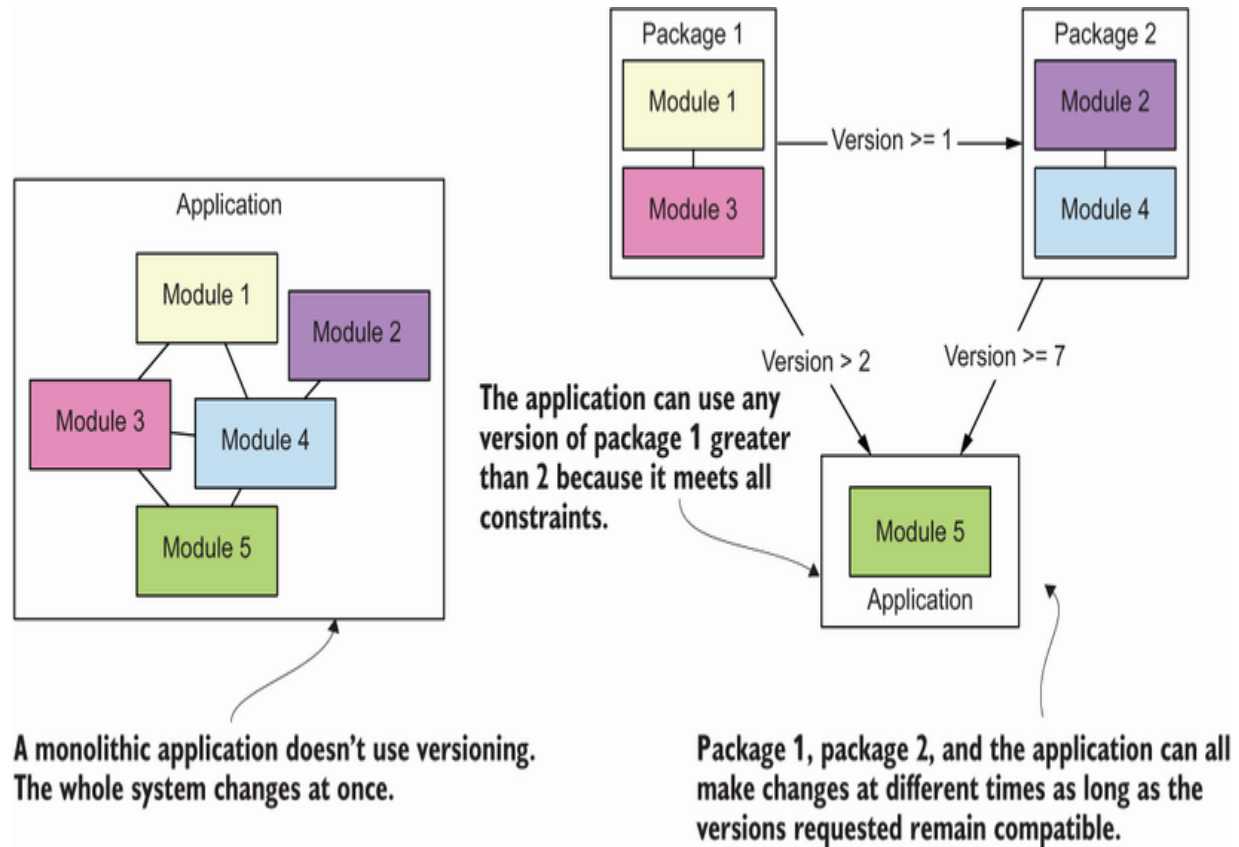 Application
Module 1
Module 2
Module 3
Module 4
Module 5
A monolithic application doesn’t use versioning.
The whole system changes at once.
Package 1
Module 1
Module 3
Version >= 1
Package 2
Module 2
Module 4
Version > 2
Version >= 7
The application can use any
version of package 1 greater
than 2 because it meets all
constraints.
Module 5
Application
Package 1, package 2, and the application can all
make changes at different times as long as the
versions requested remain compatible.